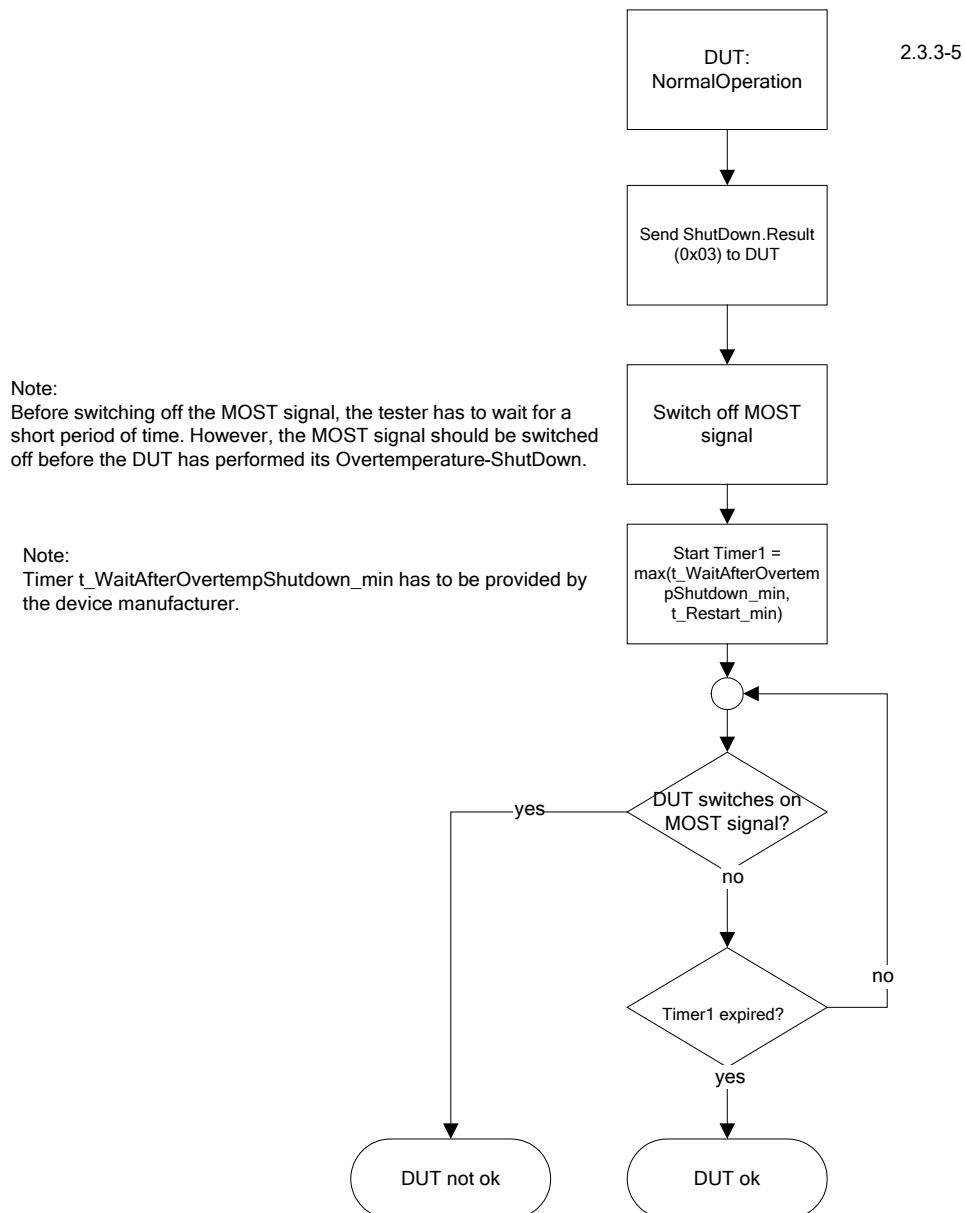 2.3.3-5
DUT:
NormalOperation
Send ShutDown.Result
(0x03) to DUT
Note:
Before switching off the MOST signal, the tester has to wait for a
short period of time. However, the MOST signal should be switched
off before the DUT has performed its Overtemperature-ShutDown.
Switch off MOST
signal
Note:
Timer t_WaitAfterOvertempShutdown_min has to be provided by
the device manufacturer.
Start Timer1 =
max(t_WaitAfterOvertem
pShutdown_min,
t_Restart_min)
DUT switches on
MOST signal?
yes
no
Timer1 expired?
no
yes
DUT not ok
DUT ok